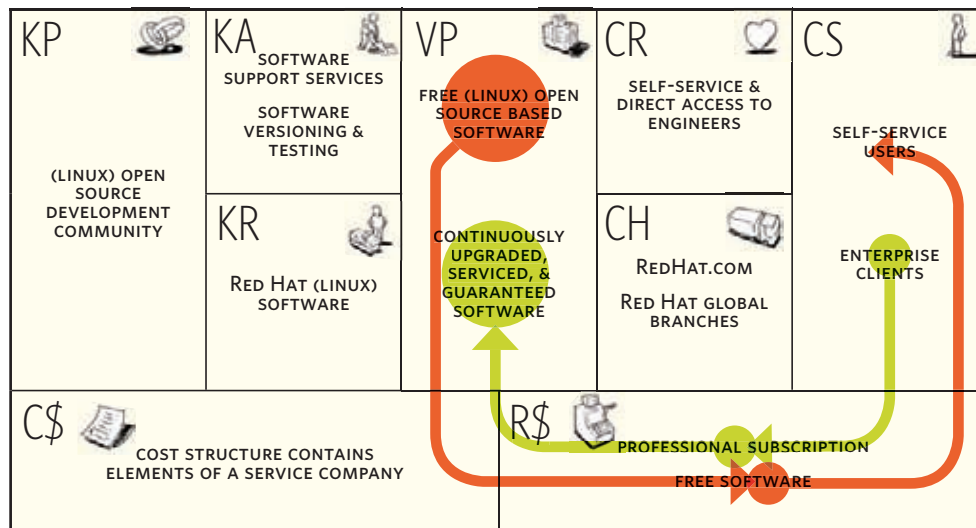 KP
(LINUX) OPEN
SOURCE
DEVELOPMENT
COMMUNITY
KA
SOFTWARE
SUPPORT SERVICES
SOFTWARE
VERSIONING &
TESTING
KR
RED HAT (LINUX)
SOFTWARE
VP
FREE (LINUX) OPEN
SOURCE BASED
SOFTWARE
CONTINUOUSLY
UPGRADED,
SERVICED, &
GUARANTEED
SOFTWARE
CR
SELF-SERVICE &
DIRECT ACCESS TO
ENGINEERS
CH
REDHAT.COM
RED HAT GLOBAL
BRANCHES
CS
SELF-SERVICE
USERS
ENTERPRISE
CLIENTS
C$
COST STRUCTURE CONTAINS
ELEMENTS OF A SERVICE COMPANY
R$
PROFESSIONAL SUBSCRIPTION
FREE SOFTWARE